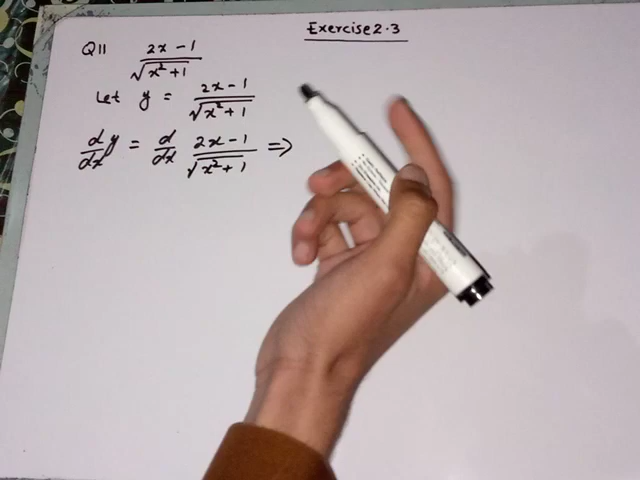 Exercise 2.3
Q11 2x-1/√x²+1
Let y = 2x-1/√x²+1
d/dx y = d/dx 2x-1/√x²+1 ⇒